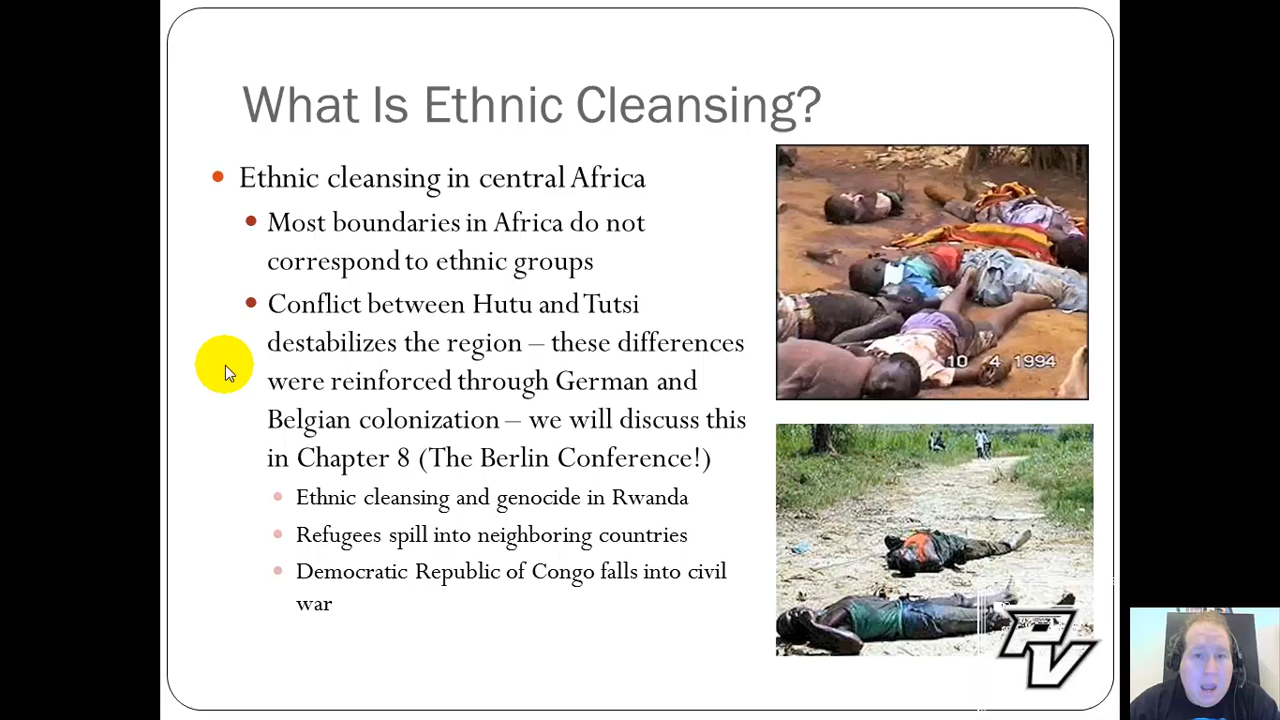 What Is Ethnic Cleansing?
Ethnic cleansing in central Africa
Most boundaries in Africa do not
correspond to ethnic groups
Conflict between Hutu and Tutsi
destabilizes the region – these differences
were reinforced through German and
Belgian colonization – we will discuss this
in Chapter 8 (The Berlin Conference!)
Ethnic cleansing and genocide in Rwanda
Refugees spill into neighboring countries
Democratic Republic of Congo falls into civil
war
10 4 1994
PV